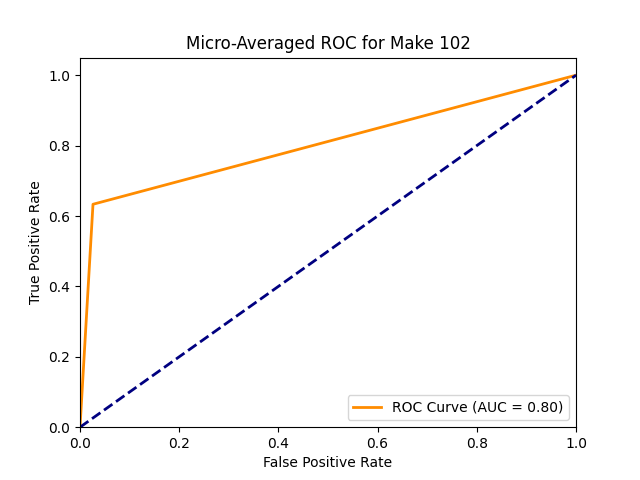 Micro-Averaged ROC for Make 102
True Positive Rate
1.0
0.8
0.6
0.4
0.2
0.0
0.0 0.2 0.4 0.6 0.8 1.0
False Positive Rate
ROC Curve (AUC = 0.80)